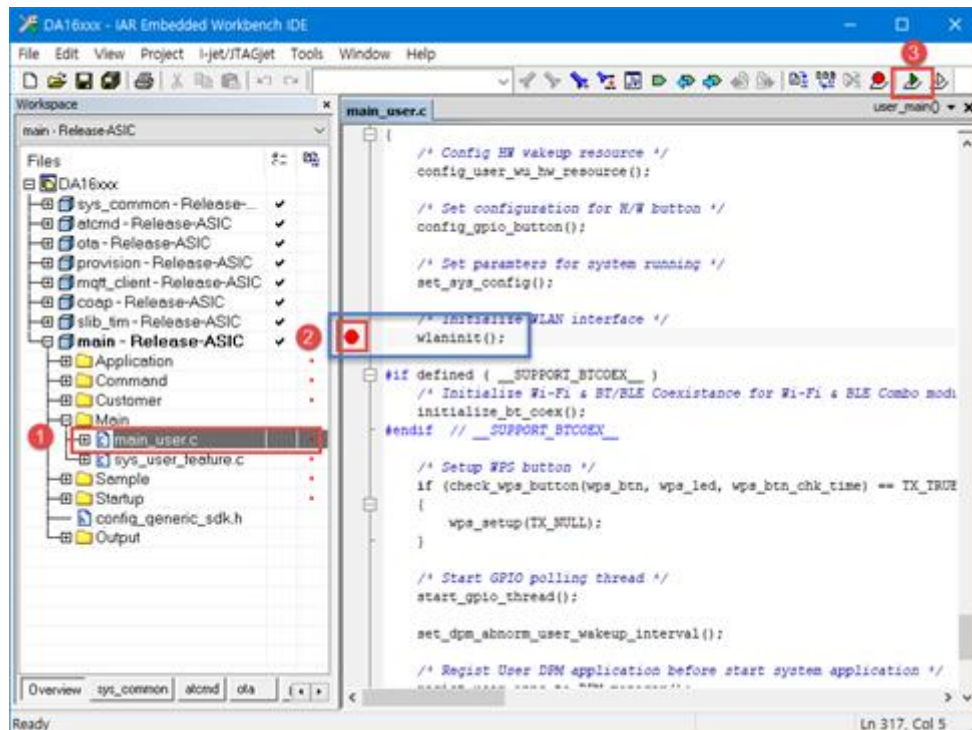 DA16xxx - IAR Embedded Workbench IDE
File Edit View Project I-jet/JTAGjet Tools Window Help
3
Workspace
main - Release-ASIC
Files
DA16xxx
sys_common - Release-...
atcmd - Release-ASIC
ota - Release-ASIC
provision - Release-ASIC
mqtt_client - Release-ASIC
coap - Release-ASIC
slib_tim - Release-ASIC
main - Release-ASIC
Application
Command
Customer
Main
1
main_user.c
sys_user_feature.c
Sample
Startup
config_generic_sdk.h
Output
Overview sys_common atcmd ota
main_user.c
user_main()
{
/* Config HW wakeup resource */
config_user_wu_hw_resource();
/* Set configuration for H/W button */
config_gpio_button();
/* Set paramters for system running */
set_sys_config();
/* Initialize WLAN interface */
2
wlaninit();
#if defined ( __SUPPORT_BTCOEX__ )
/* Initialize Wi-Fi & BT/BLE Coexistance for Wi-Fi & BLE Combo modu
initialize_bt_coex();
#endif // __SUPPORT_BTCOEX__
/* Setup WPS button */
if (check_wps_button(wps_btn, wps_led, wps_btn_chk_time) == TX_TRUE
{
wps_setup(TX_NULL);
}
/* Start GPIO polling thread */
start_gpio_thread();
set_dpm_abnorm_user_wakeup_interval();
/* Regist User DPM application before start system application */
Ready
Ln 317, Col 5